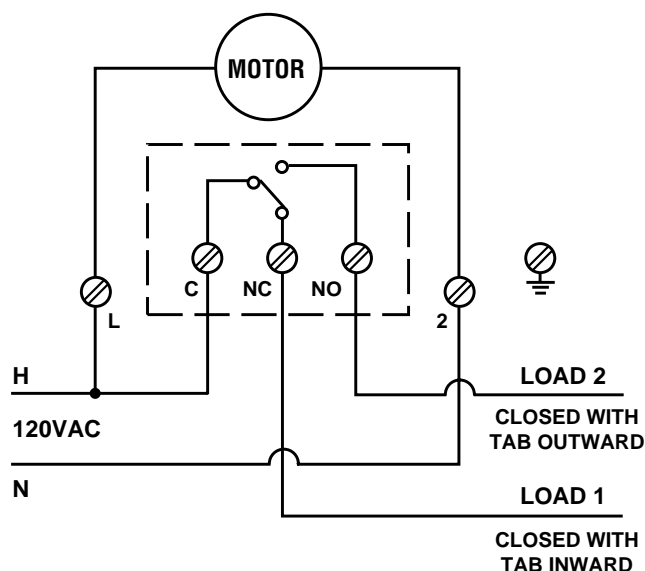 MOTOR
C
NC
NO
L
2
H
LOAD 2
120VAC
CLOSED WITH
TAB OUTWARD
N
LOAD 1
CLOSED WITH
TAB INWARD